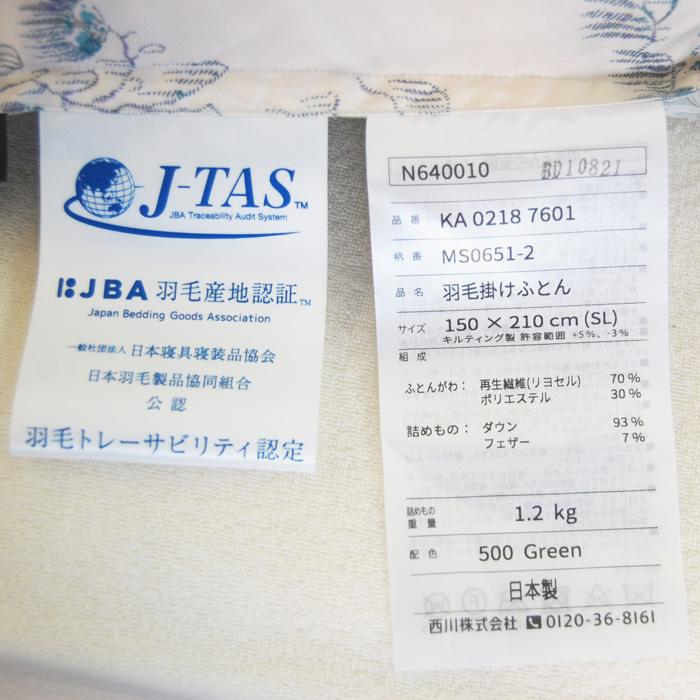 J-TAS™
JBA Traceability Audit System
JBA 羽毛産地認証™
Japan Bedding Goods Association
一般社団法人 日本寝具寝装品協会
日本羽毛製品協同組合
公認
羽毛トレーサビリティ認定
N640010 BD10821
品番 KA 0218 7601
柄番 MS0651-2
品名 羽毛掛けふとん
サイズ 150 × 210 cm (SL)
キルティング製 許容範囲 +5%、-3%
組成
ふとんがわ： 再生繊維(リヨセル) 70%
ポリエステル 30%
詰めもの： ダウン 93%
フェザー 7%
詰めもの重量 1.2 kg
配色 500 Green
日本製
西川株式会社 0120-36-8161